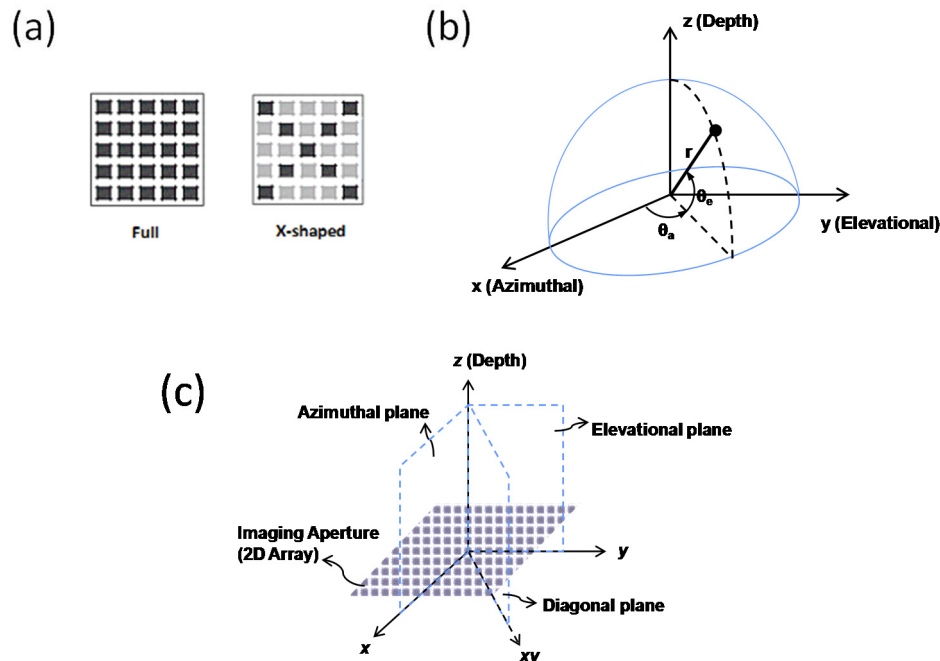 (a)
Full
X-shaped
(b)
z (Depth)
r
θe
θa
y (Elevational)
x (Azimuthal)
(c)
z (Depth)
Azimuthal plane
Elevational plane
Imaging Aperture
(2D Array)
y
Diagonal plane
x
xy